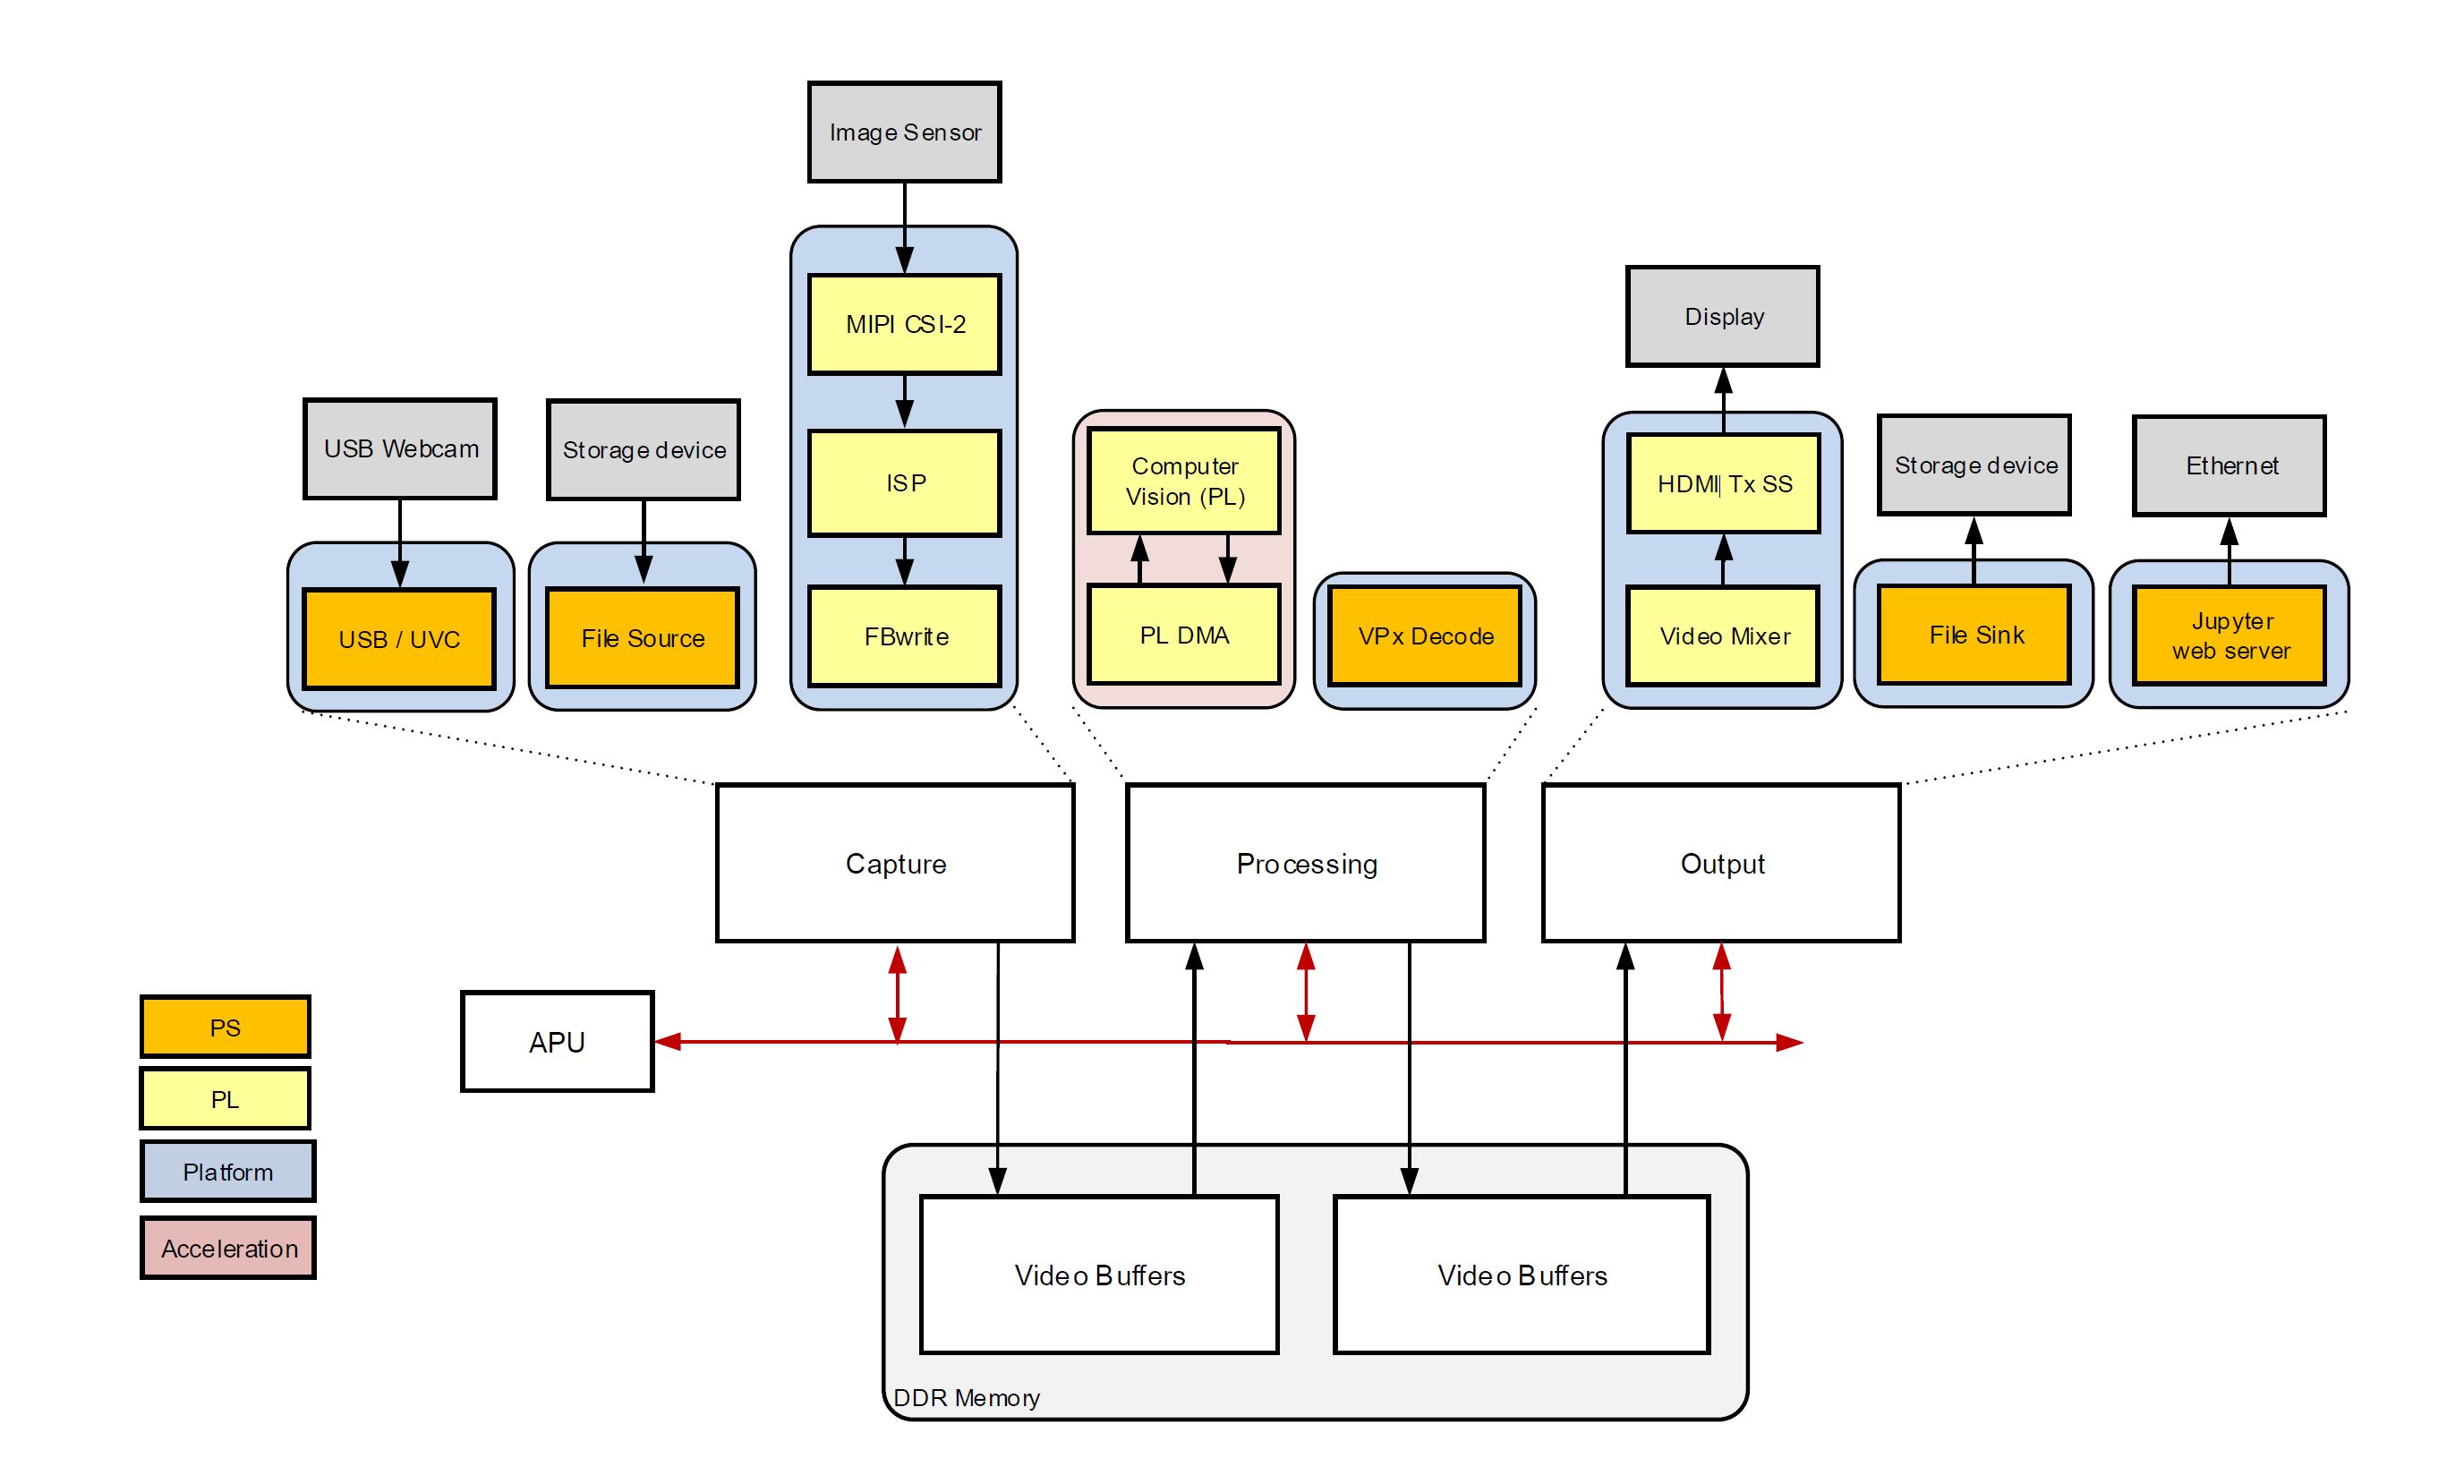 Image Sensor
MIPI CSI-2
Display
USB Webcam
Storage device
ISP
Computer
Vision (PL)
HDMI Tx SS
Storage device
Ethernet
USB / UVC
File Source
FBwrite
PL DMA
VPx Decode
Video Mixer
File Sink
Jupyter
web server
Capture
Processing
Output
PS
APU
PL
Platform
Acceleration
Video Buffers
Video Buffers
DDR Memory